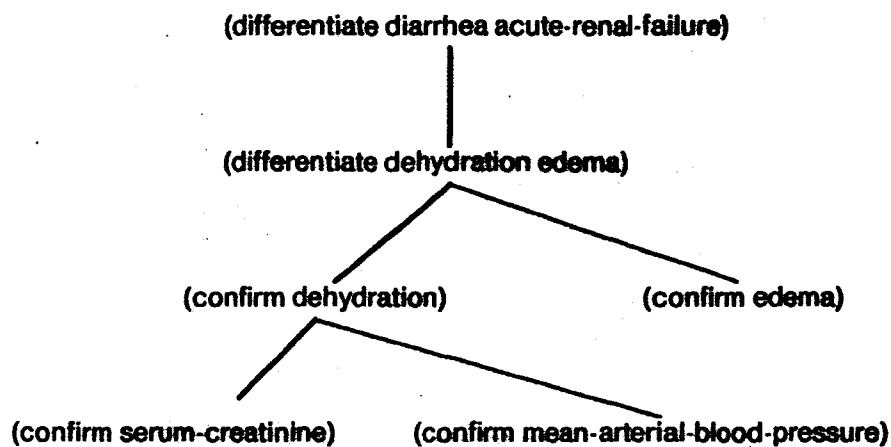 (differentiate diarrhea acute-renal-failure)
(differentiate dehydration edema)
(confirm dehydration) (confirm edema)
(confirm serum-creatinine) (confirm mean-arterial-blood-pressure)